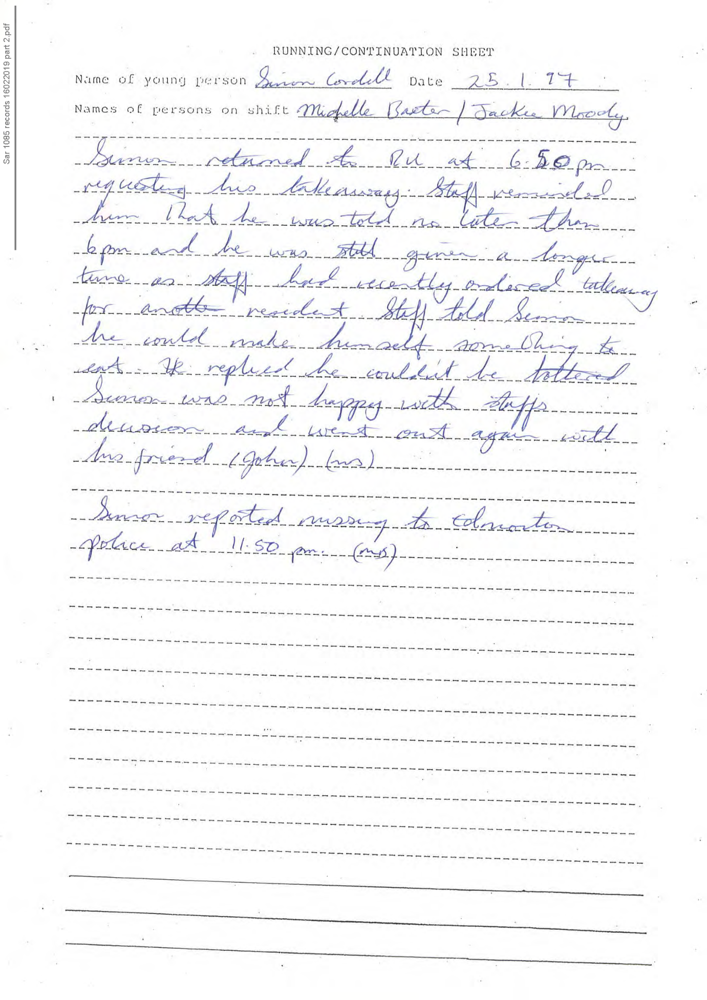 Sar 1085 records 16022019 part 2.pdf
RUNNING/CONTINUATION SHEET
Name of young person Simon Cordell Date 25.1.97
Names of persons on shift Michelle Baxter / Jackie Moody.
Simon returned to RU at 6.50pm
requesting his takeaway. Staff reminded
him that he was told no later than
6pm and he was still given a longer
time as staff had recently ordered takeaway
for another resident. Staff told Simon
he could make himself something to
eat. He replied he couldn't be bothered
Simon was not happy with staffs
decision and went out again with
his friend (John) (MB)
Simon reported missing to Edmonton
police at 11.50 pm. (MB)